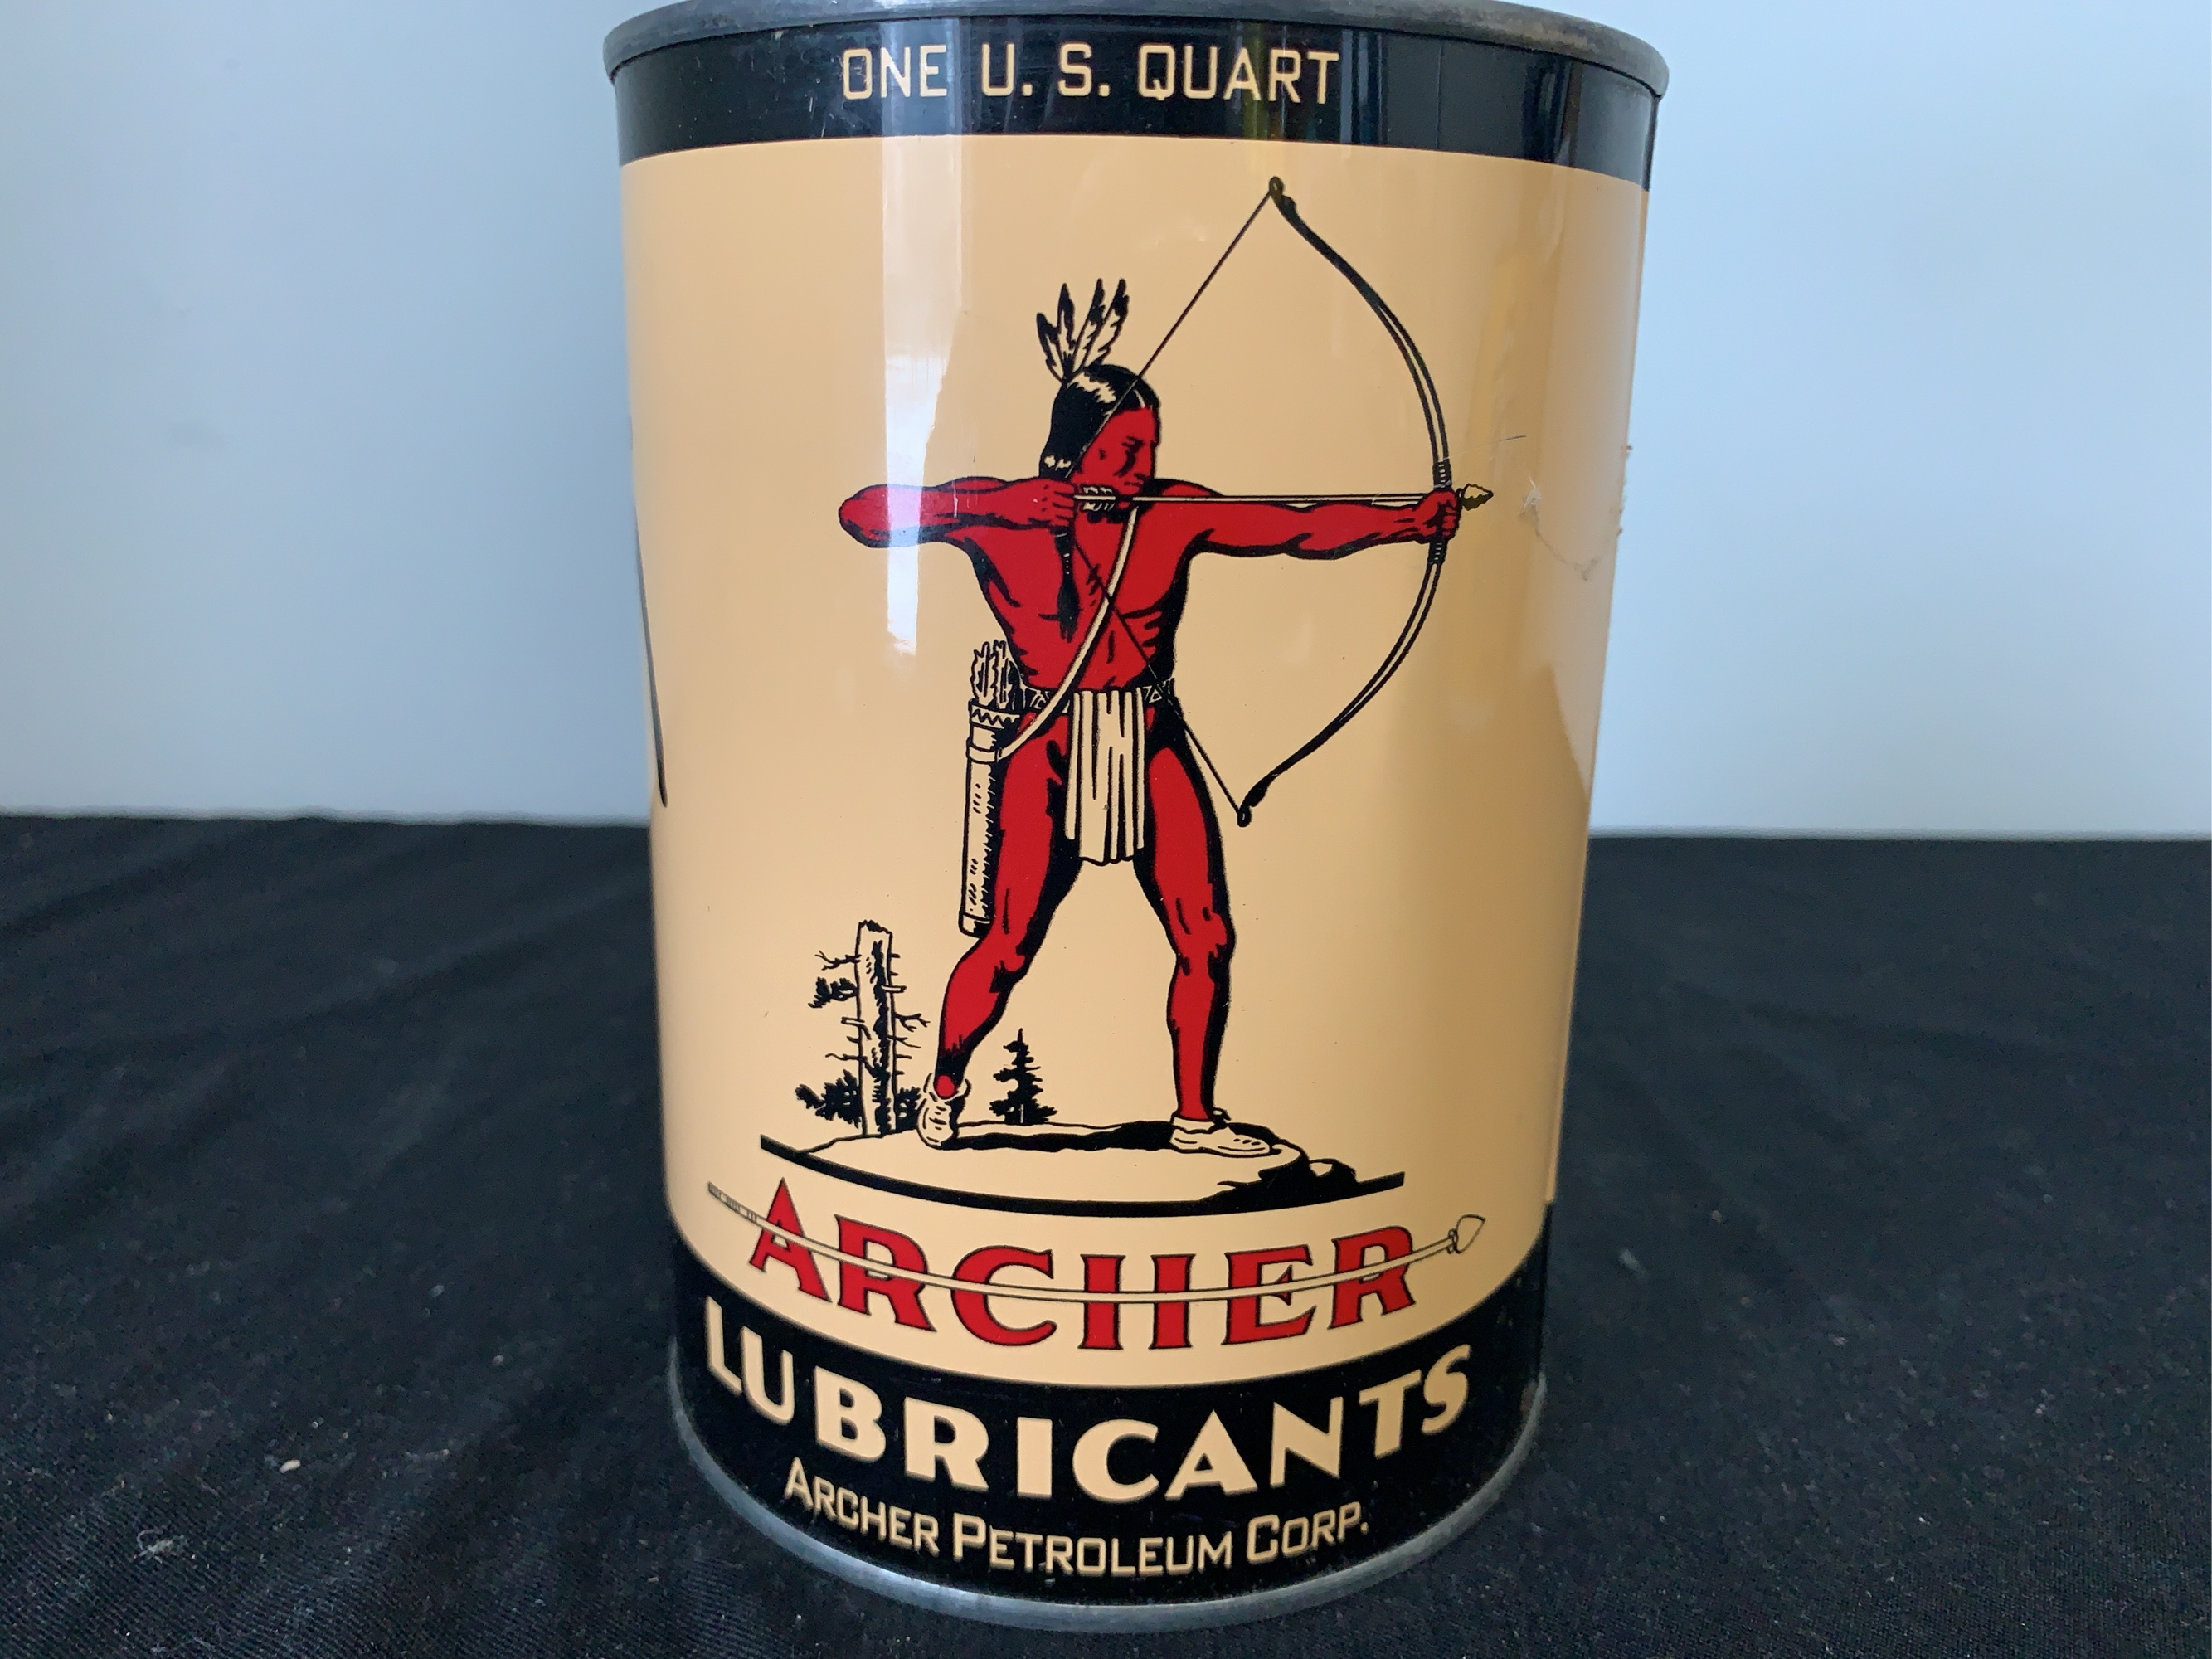 ONE U. S. QUART
ARCHER
LUBRICANTS
ARCHER PETROLEUM CORP.